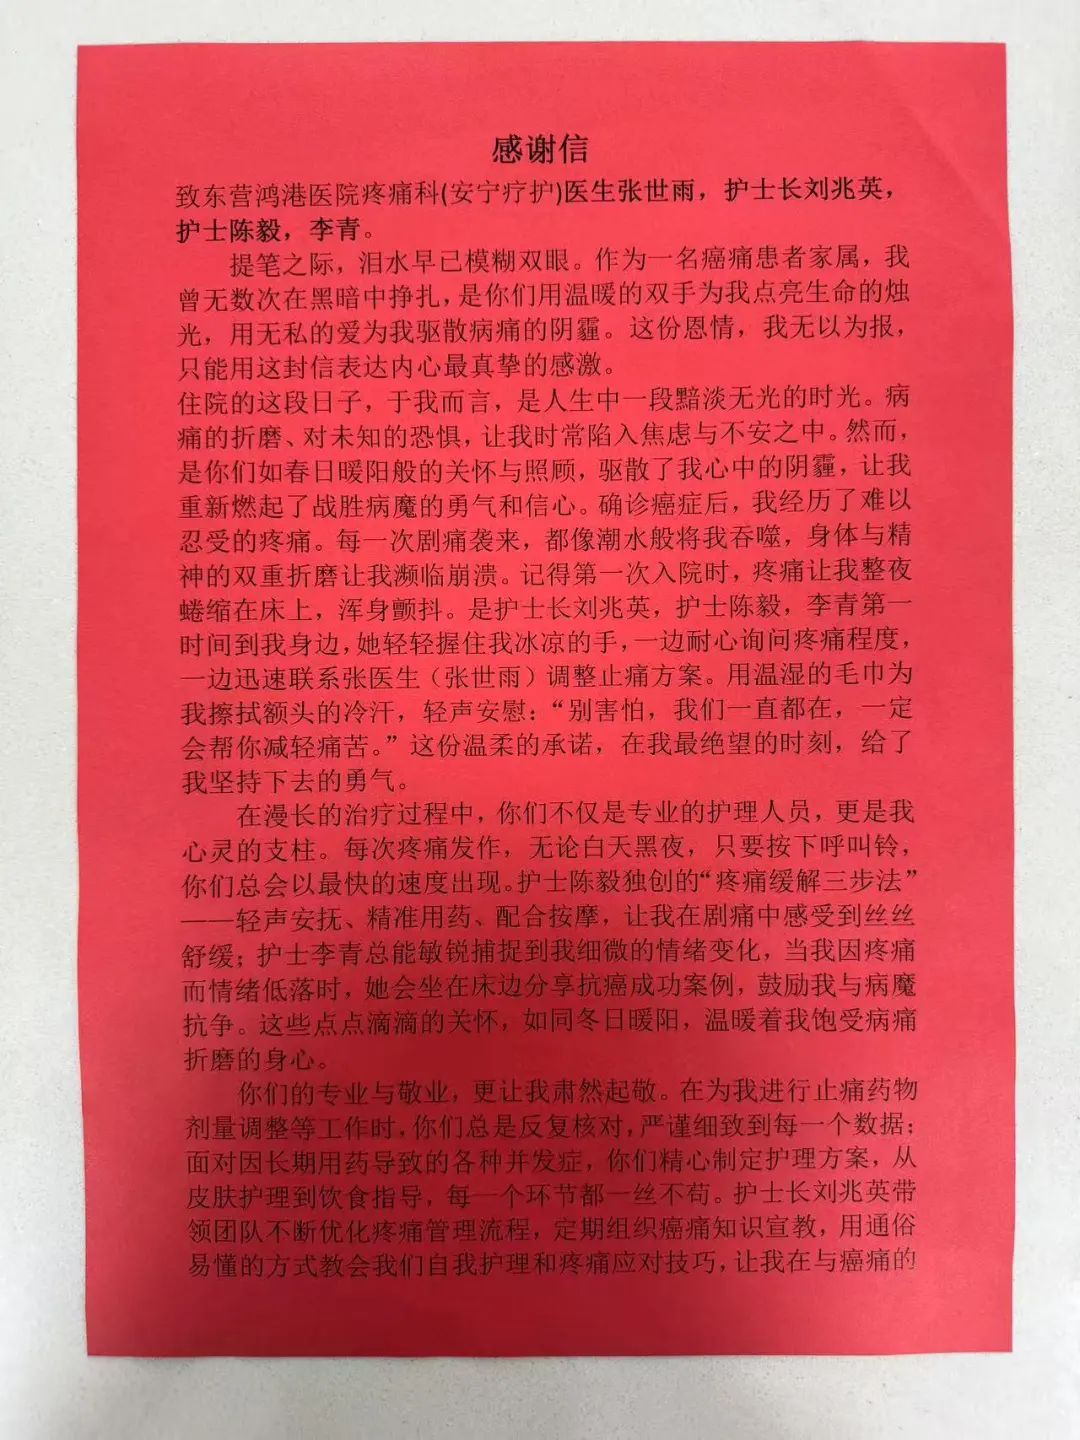 感谢信
致东营鸿港医院疼痛科(安宁疗护)医生张世雨，护士长刘兆英，
护士陈毅，李青。
提笔之际，泪水早已模糊双眼。作为一名癌痛患者家属，我
曾无数次在黑暗中挣扎，是你们用温暖的双手为我点亮生命的烛
光，用无私的爱为我驱散病痛的阴霾。这份恩情，我无以为报，
只能用这封信表达内心最真挚的感激。
住院的这段日子，于我而言，是人生中一段黯淡无光的时光。病
痛的折磨、对未知的恐惧，让我时常陷入焦虑与不安之中。然而，
是你们如春日暖阳般的关怀与照顾，驱散了我心中的阴霾，让我
重新燃起了战胜病魔的勇气和信心。确诊癌症后，我经历了难以
忍受的疼痛。每一次剧痛袭来，都像潮水般将我吞噬，身体与精
神的双重折磨让我濒临崩溃。记得第一次入院时，疼痛让我整夜
蜷缩在床上，浑身颤抖。是护士长刘兆英，护士陈毅，李青第一
时间到我身边，她轻轻握住我冰凉的手，一边耐心询问疼痛程度，
一边迅速联系张医生（张世雨）调整止痛方案。用温湿的毛巾为
我擦拭额头的冷汗，轻声安慰：“别害怕，我们一直都在，一定
会帮你减轻痛苦。”这份温柔的承诺，在我最绝望的时刻，给了
我坚持下去的勇气。
在漫长的治疗过程中，你们不仅是专业的护理人员，更是我
心灵的支柱。每次疼痛发作，无论白天黑夜，只要按下呼叫铃，
你们总会以最快的速度出现。护士陈毅独创的“疼痛缓解三步法”
——轻声安抚、精准用药、配合按摩，让我在剧痛中感受到丝丝
舒缓；护士李青总能敏锐捕捉到我细微的情绪变化，当我因疼痛
而情绪低落时，她会坐在床边分享抗癌成功案例，鼓励我与病魔
抗争。这些点点滴滴的关怀，如同冬日暖阳，温暖着我饱受病痛
折磨的身心。
你们的专业与敬业，更让我肃然起敬。在为我进行止痛药物
剂量调整等工作时，你们总是反复核对，严谨细致到每一个数据；
面对因长期用药导致的各种并发症，你们精心制定护理方案，从
皮肤护理到饮食指导，每一个环节都一丝不苟。护士长刘兆英带
领团队不断优化疼痛管理流程，定期组织癌痛知识宣教，用通俗
易懂的方式教会我们自我护理和疼痛应对技巧，让我在与癌痛的